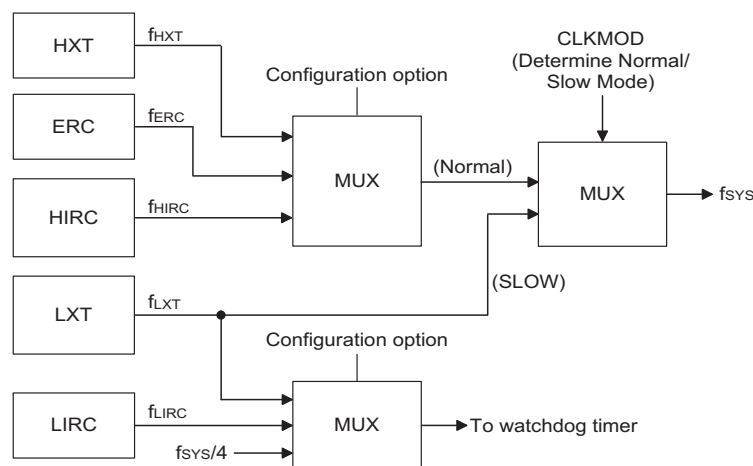 HXT
fHXT
CLKMOD
(Determine Normal/
Slow Mode)
Configuration option
ERC
fERC
MUX
(Normal)
MUX
fSYS
HIRC
fHIRC
(SLOW)
LXT
fLXT
Configuration option
LIRC
fLIRC
MUX
To watchdog timer
fSYS/4